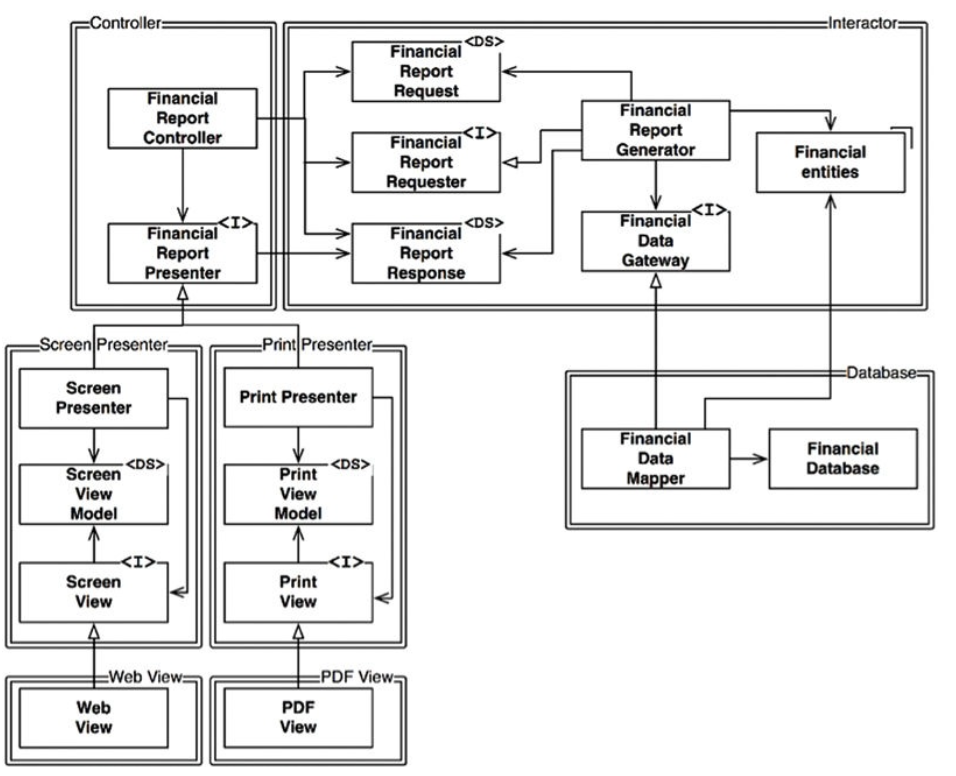 Controller
Interactor
<DS>
Financial
Report
Request
Financial
Report
Controller
Financial
Report
Generator
<I>
Financial
Report
Requester
Financial
entities
<I>
Financial
Report
Presenter
<DS>
Financial
Report
Response
<I>
Financial
Data
Gateway
Screen Presenter
Print Presenter
Database
Screen
Presenter
Print Presenter
Financial
Data
Mapper
Financial
Database
<DS>
Screen
View
Model
<DS>
Print
View
Model
<I>
Screen
View
<I>
Print
View
Web View
PDF View
Web
View
PDF
View